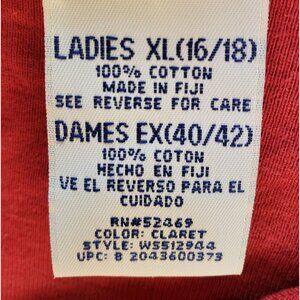 LADIES XL(16/18)
100% COTTON
MADE IN FIJI
SEE REVERSE FOR CARE
DAMES EX(40/42)
100% COTON
HECHO EN FIJI
VE EL REVERSO PARA EL
CUIDADO
RN#52469
COLOR: CLARET
STYLE: WS512944
UPC: 8 2043600373